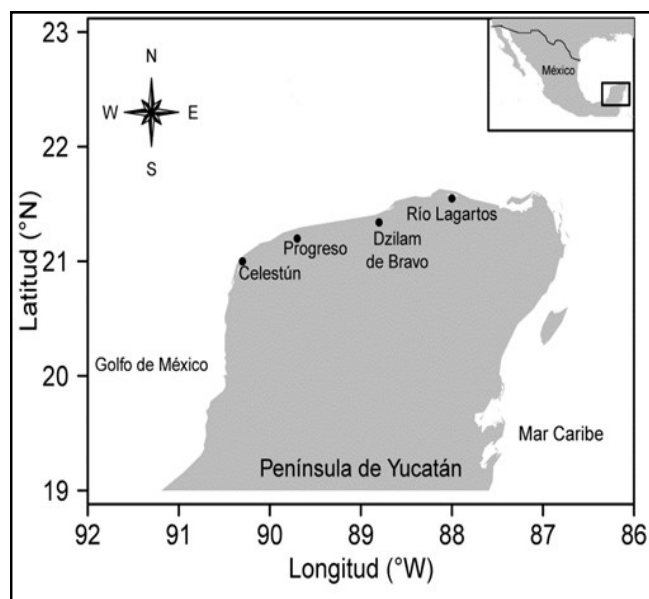 23
22
21
20
19
Latitud (°N)
N
W
E
S
México
Río Lagartos
Dzilam
de Bravo
Progreso
Celestún
Golfo de México
Mar Caribe
Península de Yucatán
92
91
90
89
88
87
86
Longitud (°W)